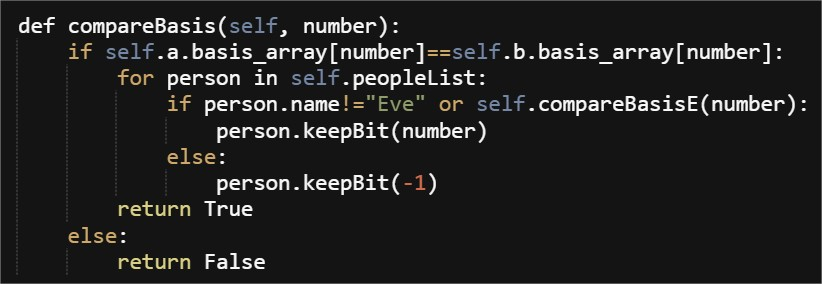 def compareBasis(self, number):
    if self.a.basis_array[number]==self.b.basis_array[number]:
        for person in self.peopleList:
            if person.name!="Eve" or self.compareBasisE(number):
                person.keepBit(number)
            else:
                person.keepBit(-1)
        return True
    else:
        return False